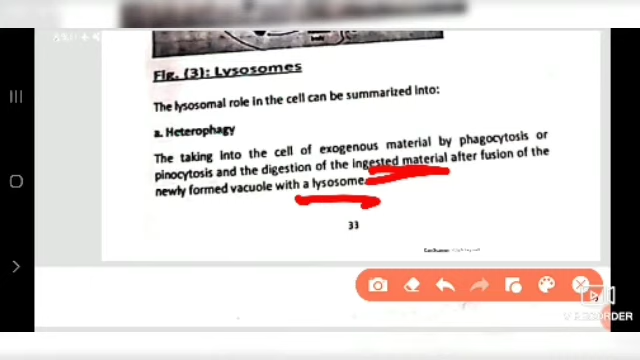 Fig. (3): Lysosomes
The lysosomal role in the cell can be summarized into:
a. Heterophagy
The taking into the cell of exogenous material by phagocytosis or
pinocytosis and the digestion of the ingested material after fusion of the
newly formed vacuole with a lysosome.
33
RECORDER